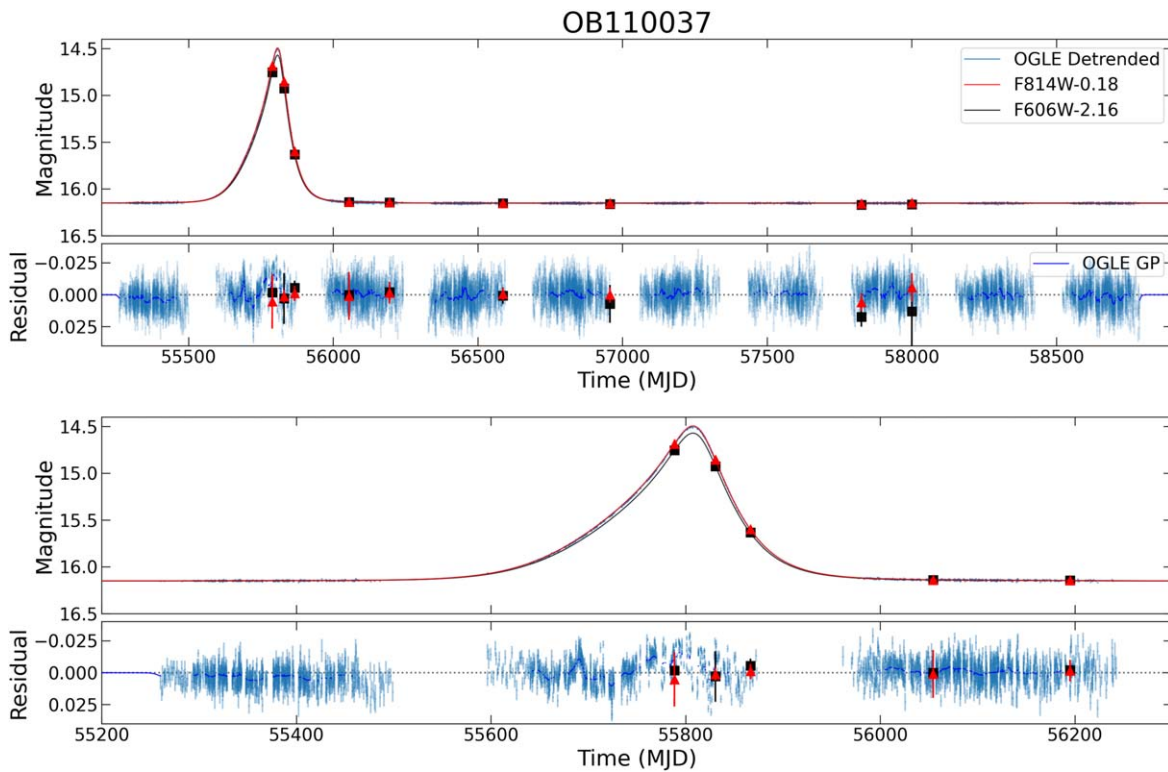 OB110037
14.5
15.0
15.5
16.0
16.5
Magnitude
OGLE Detrended
F814W-0.18
F606W-2.16
−0.025
0.000
0.025
Residual
OGLE GP
55500 56000 56500 57000 57500 58000 58500
Time (MJD)
14.5
15.0
15.5
16.0
16.5
Magnitude
−0.025
0.000
0.025
Residual
55200 55400 55600 55800 56000 56200
Time (MJD)